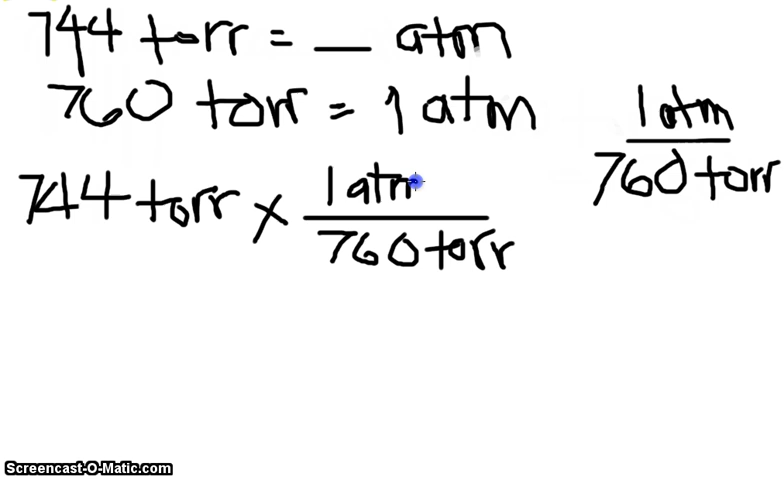 744 torr = __ atm
760 torr = 1 atm
1 atm
760 torr
744 torr × 1 atm
760 torr
Screencast-O-Matic.com